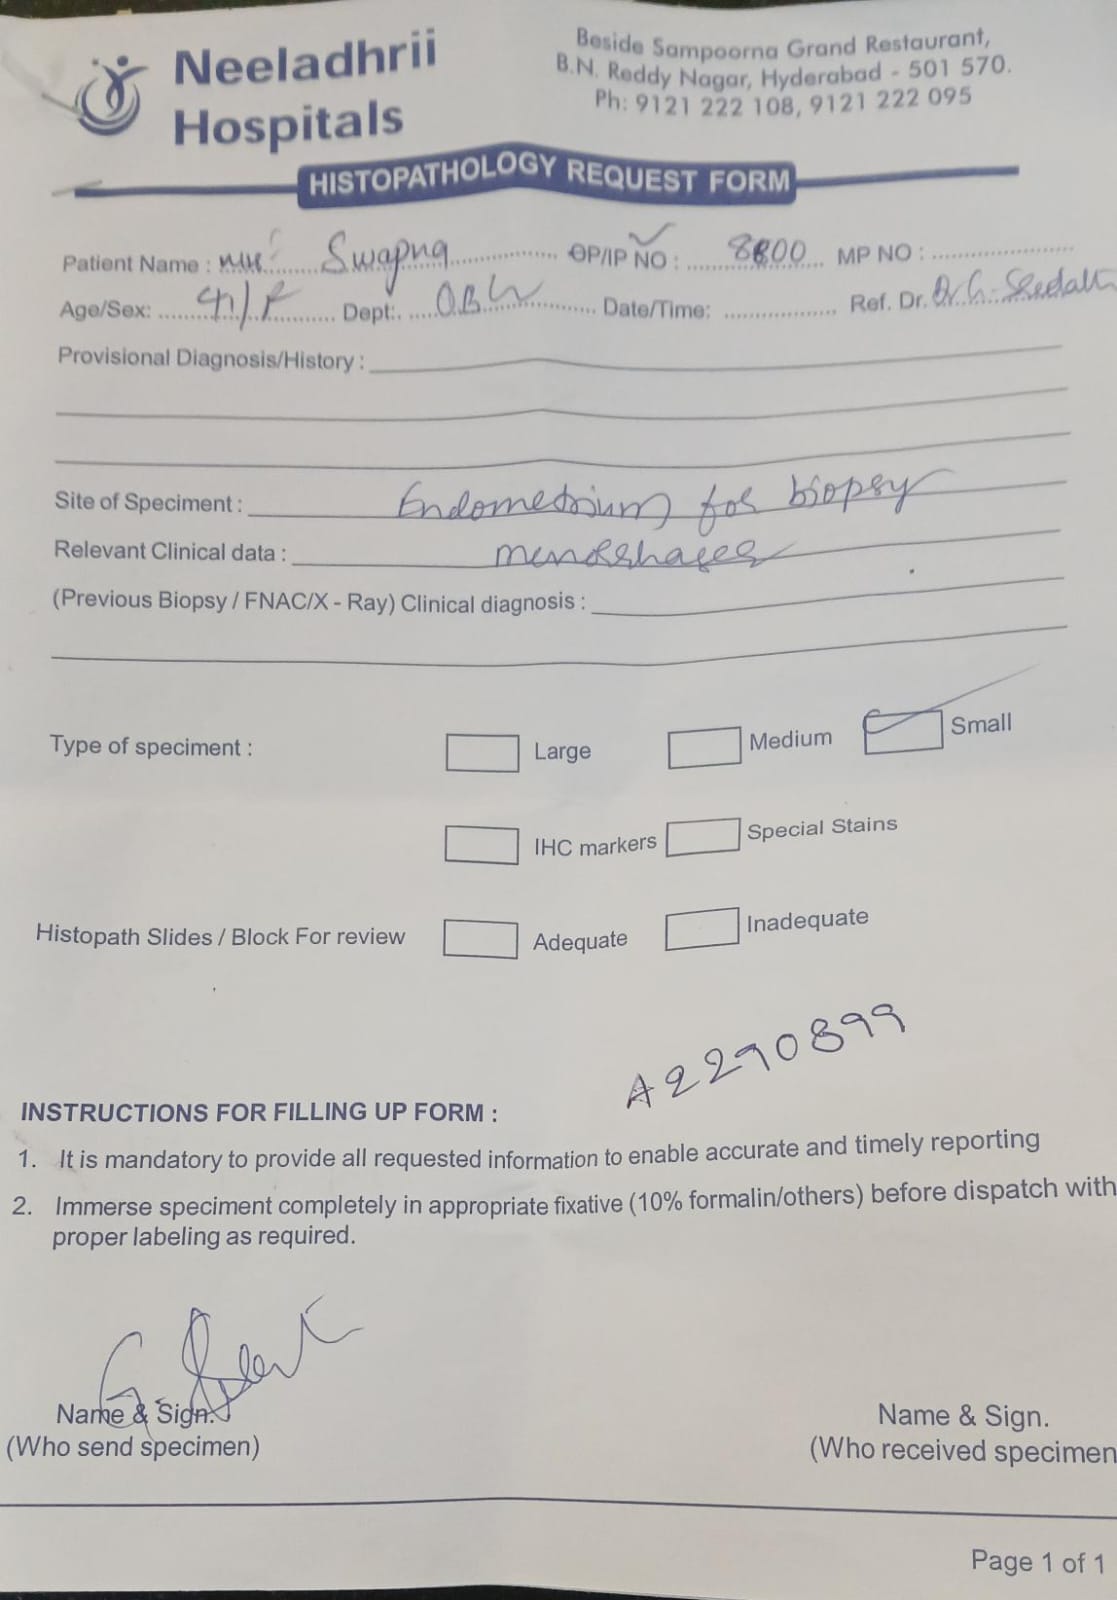 Neeladhrii
Hospitals
Beside Sampoorna Grand Restaurant,
B.N. Reddy Nagar, Hyderabad - 501 570.
Ph: 9121 222 108, 9121 222 095
HISTOPATHOLOGY REQUEST FORM
Patient Name : Swapna OP/IP NO : 8800 MP NO :
Age/Sex: 41/F Dept: Date/Time: Ref. Dr. Dr G.
Provisional Diagnosis/History :
Site of Speciment : Endometrium for biopsy
Relevant Clinical data :
(Previous Biopsy / FNAC/X - Ray) Clinical diagnosis :
Type of speciment : Large Medium Small
IHC markers Special Stains
Histopath Slides / Block For review Adequate Inadequate
A2290899
INSTRUCTIONS FOR FILLING UP FORM :
1. It is mandatory to provide all requested information to enable accurate and timely reporting
2. Immerse speciment completely in appropriate fixative (10% formalin/others) before dispatch with
proper labeling as required.
Name & Sign. Name & Sign.
(Who send specimen) (Who received specimen
Page 1 of 1